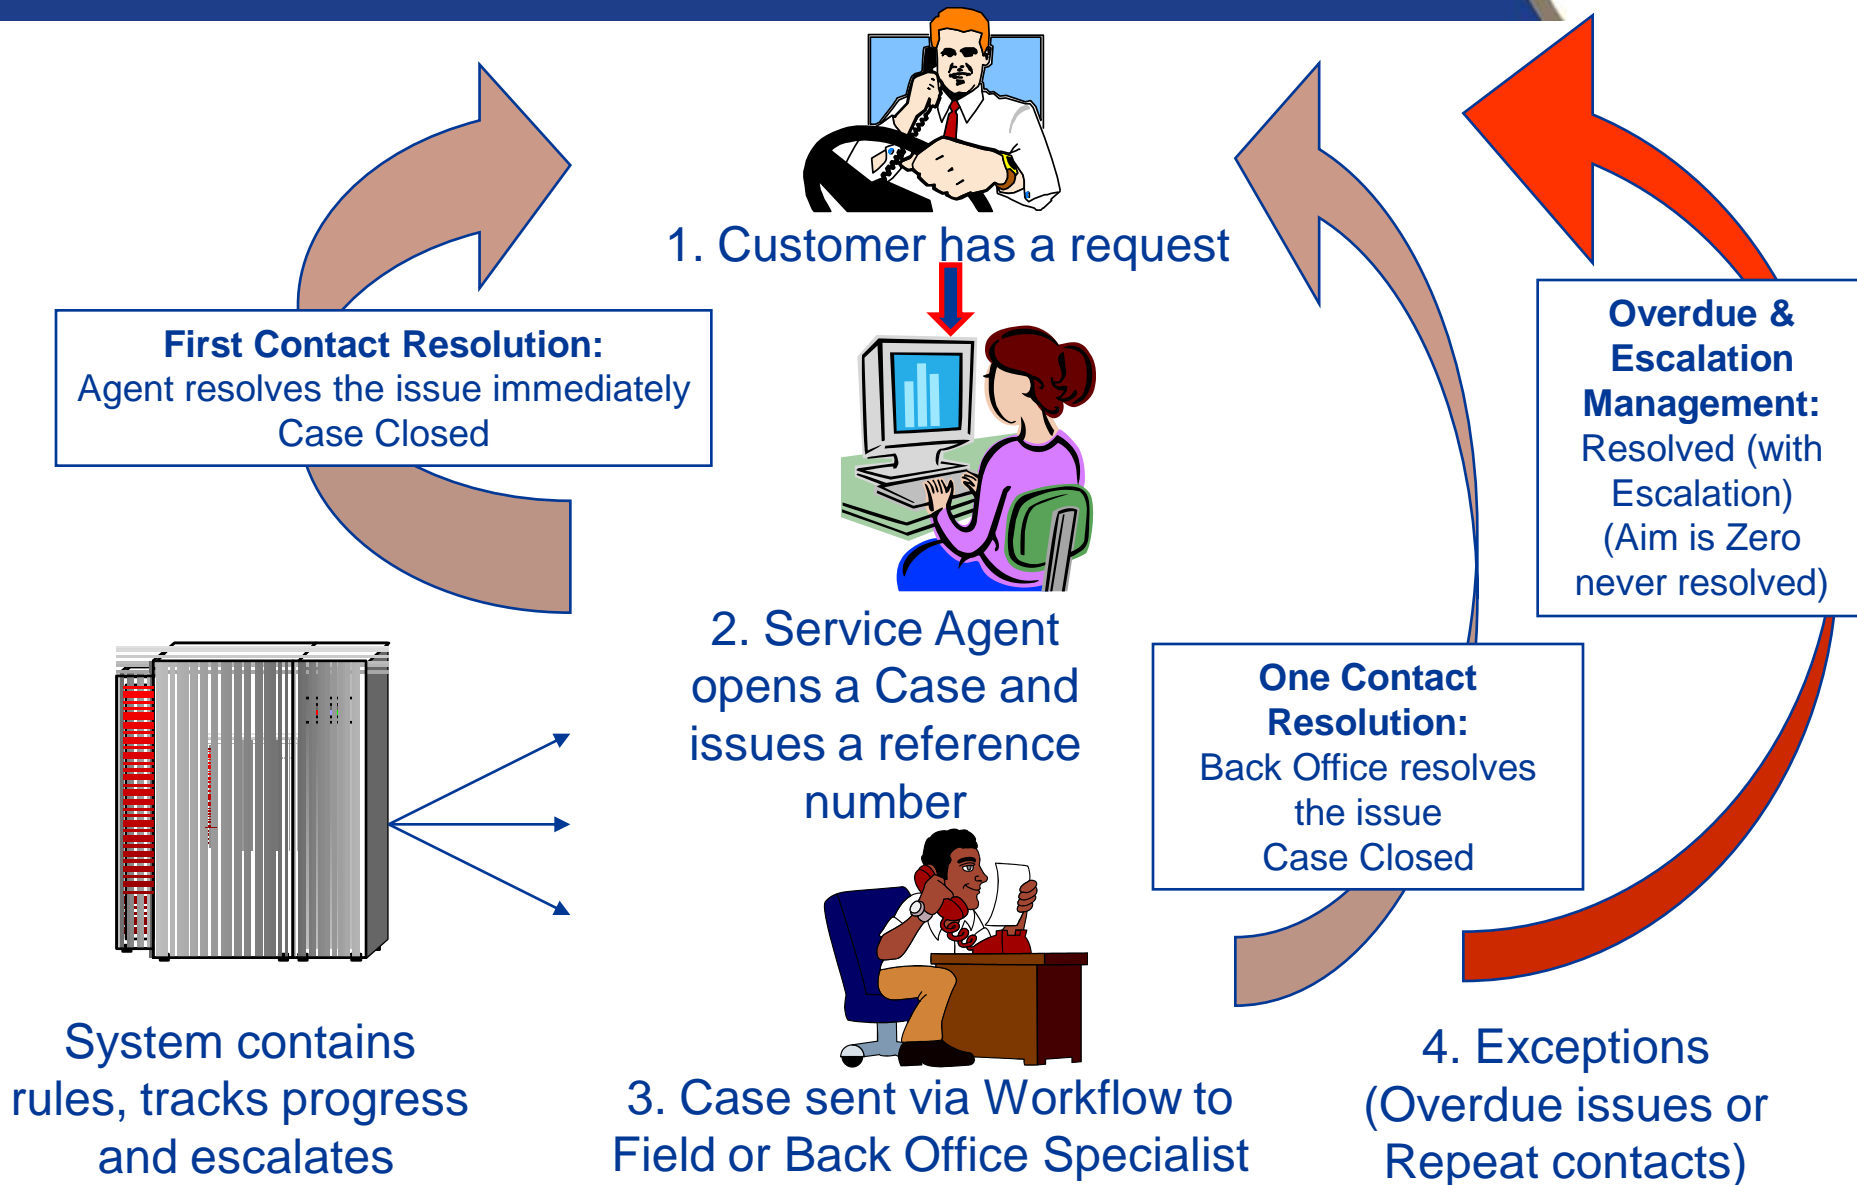 1. Customer has a request
First Contact Resolution:
Agent resolves the issue immediately
Case Closed
2. Service Agent
opens a Case and
issues a reference
number
Overdue &
Escalation
Management:
Resolved (with
Escalation)
(Aim is Zero
never resolved)
One Contact
Resolution:
Back Office resolves
the issue
Case Closed
System contains
rules, tracks progress
and escalates
3. Case sent via Workflow to
Field or Back Office Specialist
4. Exceptions
(Overdue issues or
Repeat contacts)